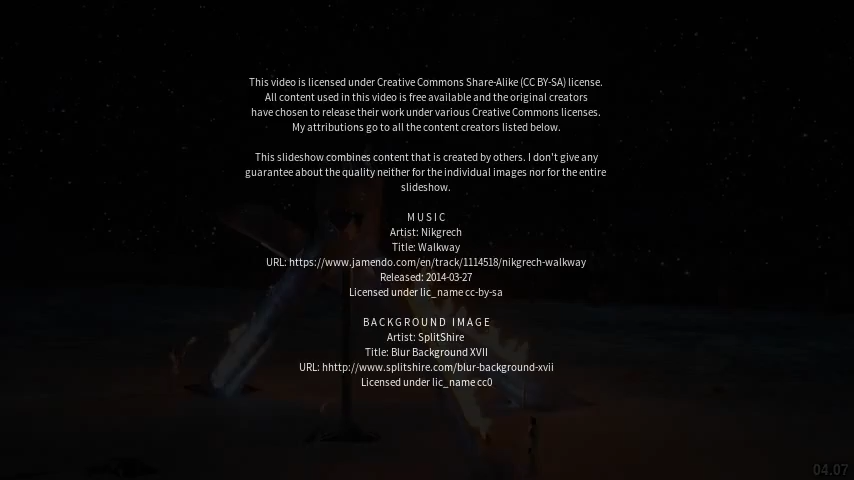 This video is licensed under Creative Commons Share-Alike (CC BY-SA) license.
All content used in this video is free available and the original creators
have chosen to release their work under various Creative Commons licenses.
My attributions go to all the content creators listed below.
This slideshow combines content that is created by others. I don't give any
guarantee about the quality neither for the individual images nor for the entire
slideshow.
MUSIC
Artist: Nikgrech
Title: Walkway
URL: https://www.jamendo.com/en/track/1114518/nikgrech-walkway
Released: 2014-03-27
Licensed under lic_name cc-by-sa
BACKGROUND IMAGE
Artist: SplitShire
Title: Blur Background XVII
URL: hhttp://www.splitshire.com/blur-background-xvii
Licensed under lic_name cc0
04.07